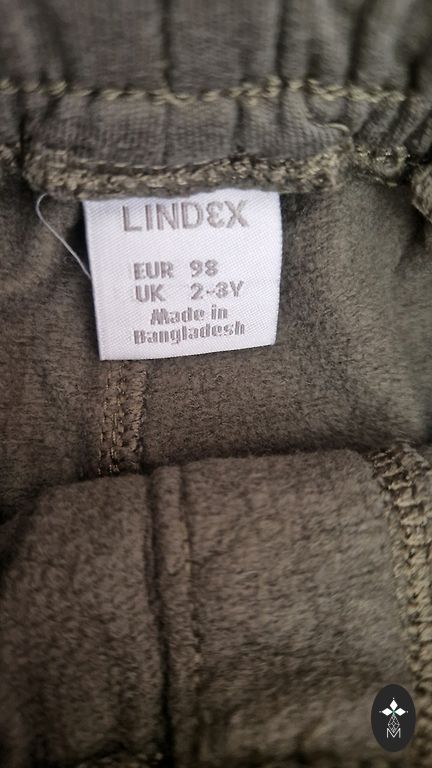 LINDEX
EUR 98
UK 2-3Y
Made in
Bangladesh
M